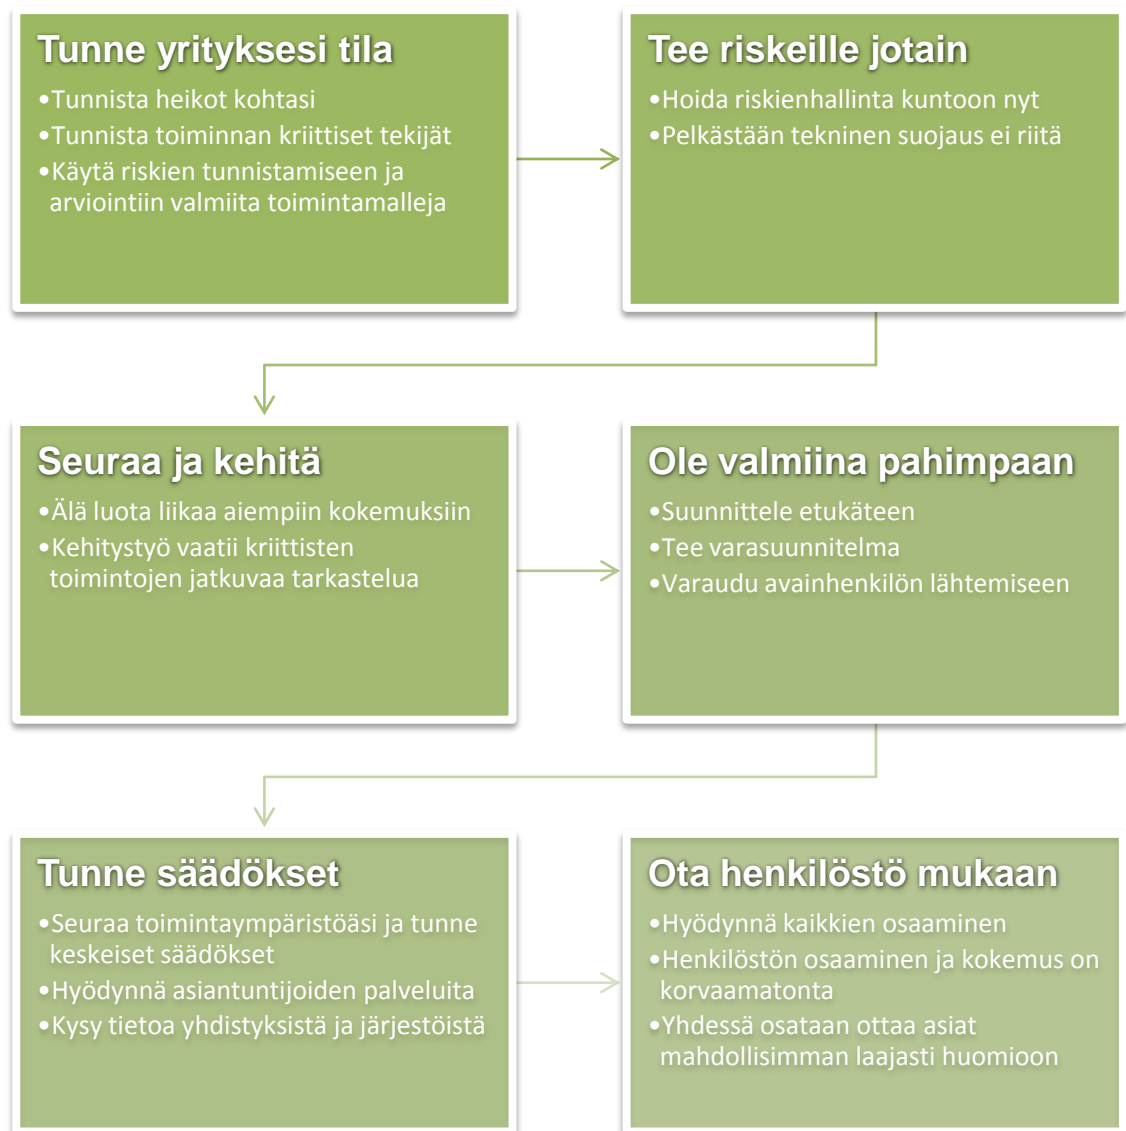 Tunne yrityksesi tila
•Tunnista heikot kohtasi
•Tunnista toiminnan kriittiset tekijät
•Käytä riskien tunnistamiseen ja
arviointiin valmiita toimintamalleja
Tee riskeille jotain
•Hoida riskienhallinta kuntoon nyt
•Pelkästään tekninen suojaus ei riitä
Seuraa ja kehitä
•Älä luota liikaa aiempiin kokemuksiin
•Kehitystyö vaatii kriittisten
toimintojen jatkuvaa tarkastelua
Ole valmiina pahimpaan
•Suunnittele etukäteen
•Tee varasuunnitelma
•Varaudu avainhenkilön lähtemiseen
Tunne säädökset
•Seuraa toimintaympäristöäsi ja tunne
keskeiset säädökset
•Hyödynnä asiantuntijoiden palveluita
•Kysy tietoa yhdistyksistä ja järjestöistä
Ota henkilöstö mukaan
•Hyödynnä kaikkien osaaminen
•Henkilöstön osaaminen ja kokemus on
korvaamatonta
•Yhdessä osataan ottaa asiat
mahdollisimman laajasti huomioon